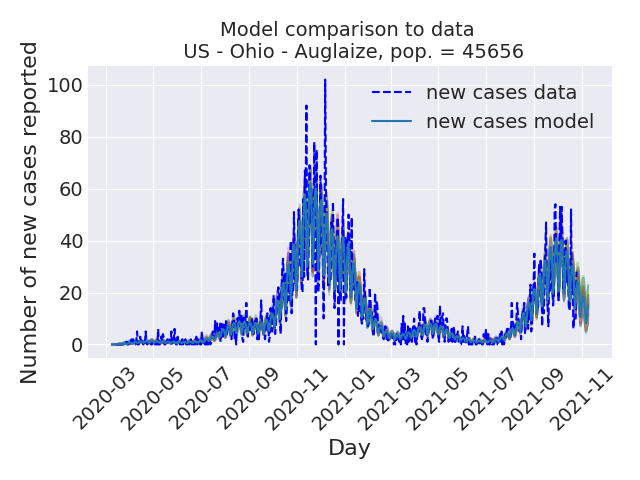 Model comparison to data
US - Ohio - Auglaize, pop. = 45656
Number of new cases reported
100
80
60
40
20
0
new cases data
new cases model
2020-03
2020-05
2020-07
2020-09
2020-11
2021-01
2021-03
2021-05
2021-07
2021-09
2021-11
Day